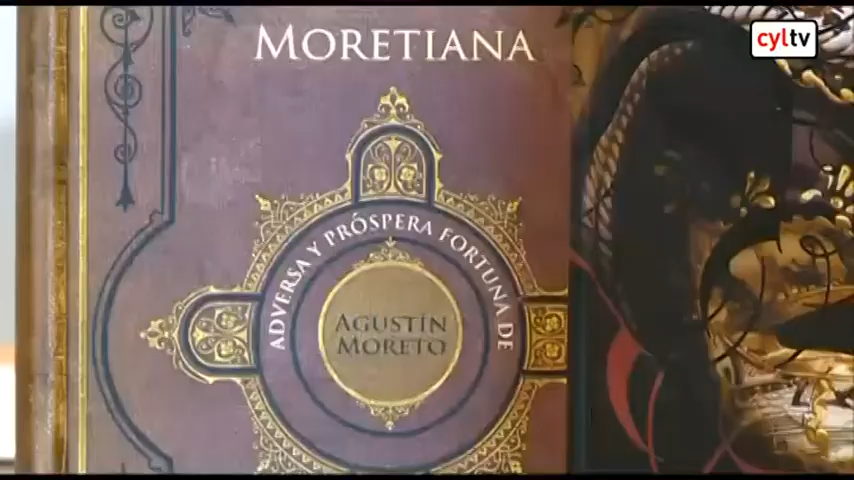 MORETIANA
ADVERSA Y PRÓSPERA FORTUNA DE
AGUSTÍN
MORETO
cyltv